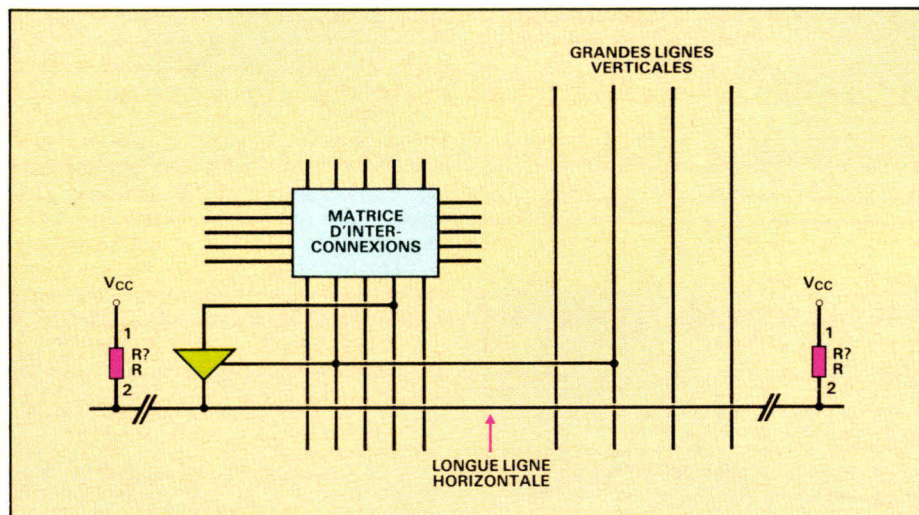 GRANDES LIGNES
VERTICALES
MATRICE
D'INTER-
CONNEXIONS
VCC
1
R?
R
2
VCC
1
R?
R
2
LONGUE LIGNE
HORIZONTALE